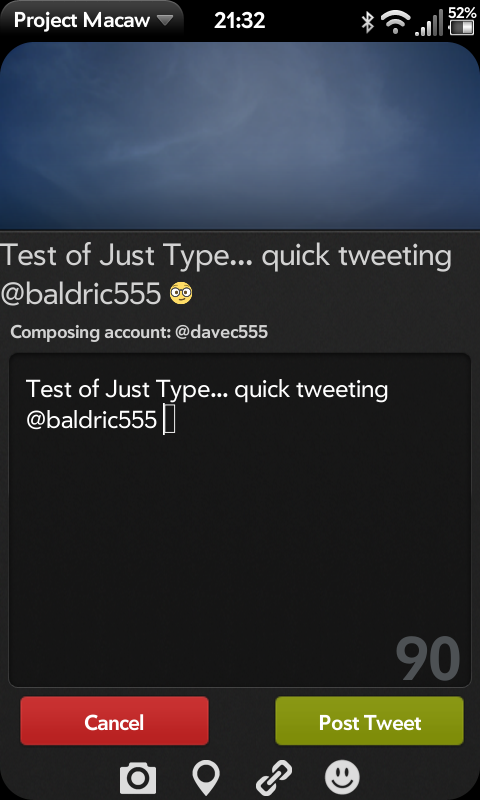 Project Macaw
21:32
52%
Test of Just Type... quick tweeting
@baldric555 🤓
Composing account: @davec555
Test of Just Type... quick tweeting
@baldric555
90
Cancel
Post Tweet